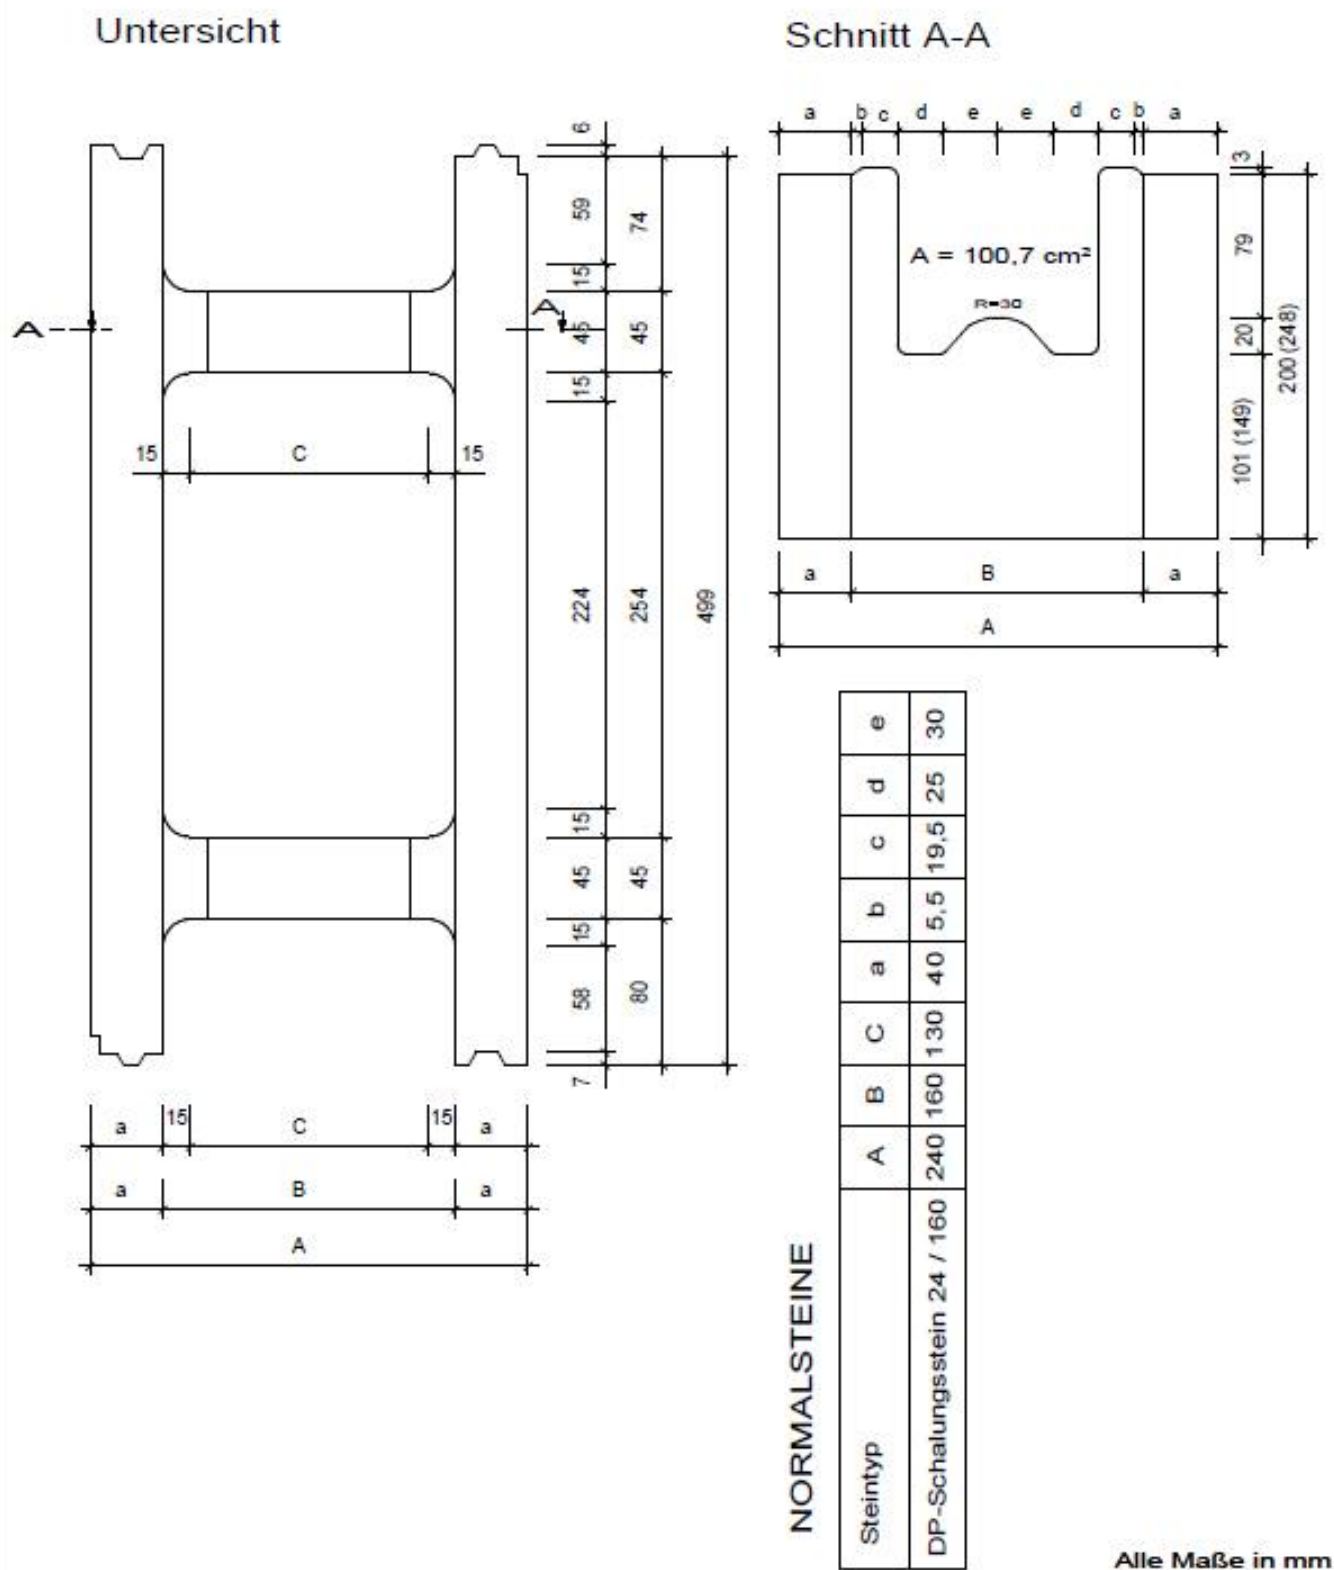 Untersicht
Schnitt A-A
6
59
15
45
15
224
15
45
15
58
7
74
45
254
45
80
499
A
A
15 C 15
a 15 C 15 a
a B a
A
a b c d e e d c b a
3
79
20
101 (149)
200 (248)
A = 100,7 cm²
R=30
a B a
A
NORMALSTEINE
Steintyp A B C a b c d e
DP-Schalungsstein 24 / 160 240 160 130 40 5,5 19,5 25 30
Alle Maße in mm